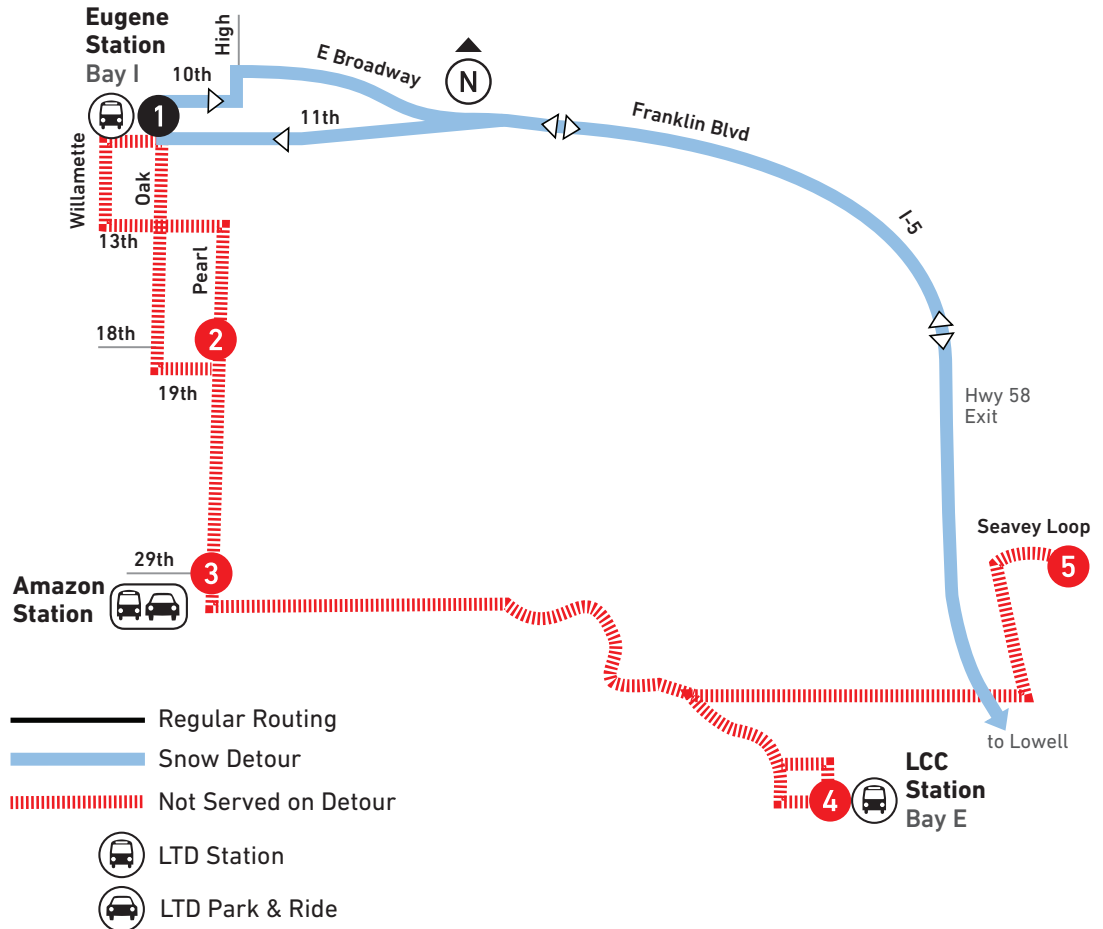 Eugene
Station
Bay I
High
10th
E Broadway
N
1
11th
Franklin Blvd
Willamette
Oak
I-5
13th
Pearl
18th
2
19th
Hwy 58
Exit
Seavey Loop
29th
3
5
Amazon
Station
Regular Routing
to Lowell
Snow Detour
LCC
Station
Bay E
4
Not Served on Detour
LTD Station
LTD Park & Ride